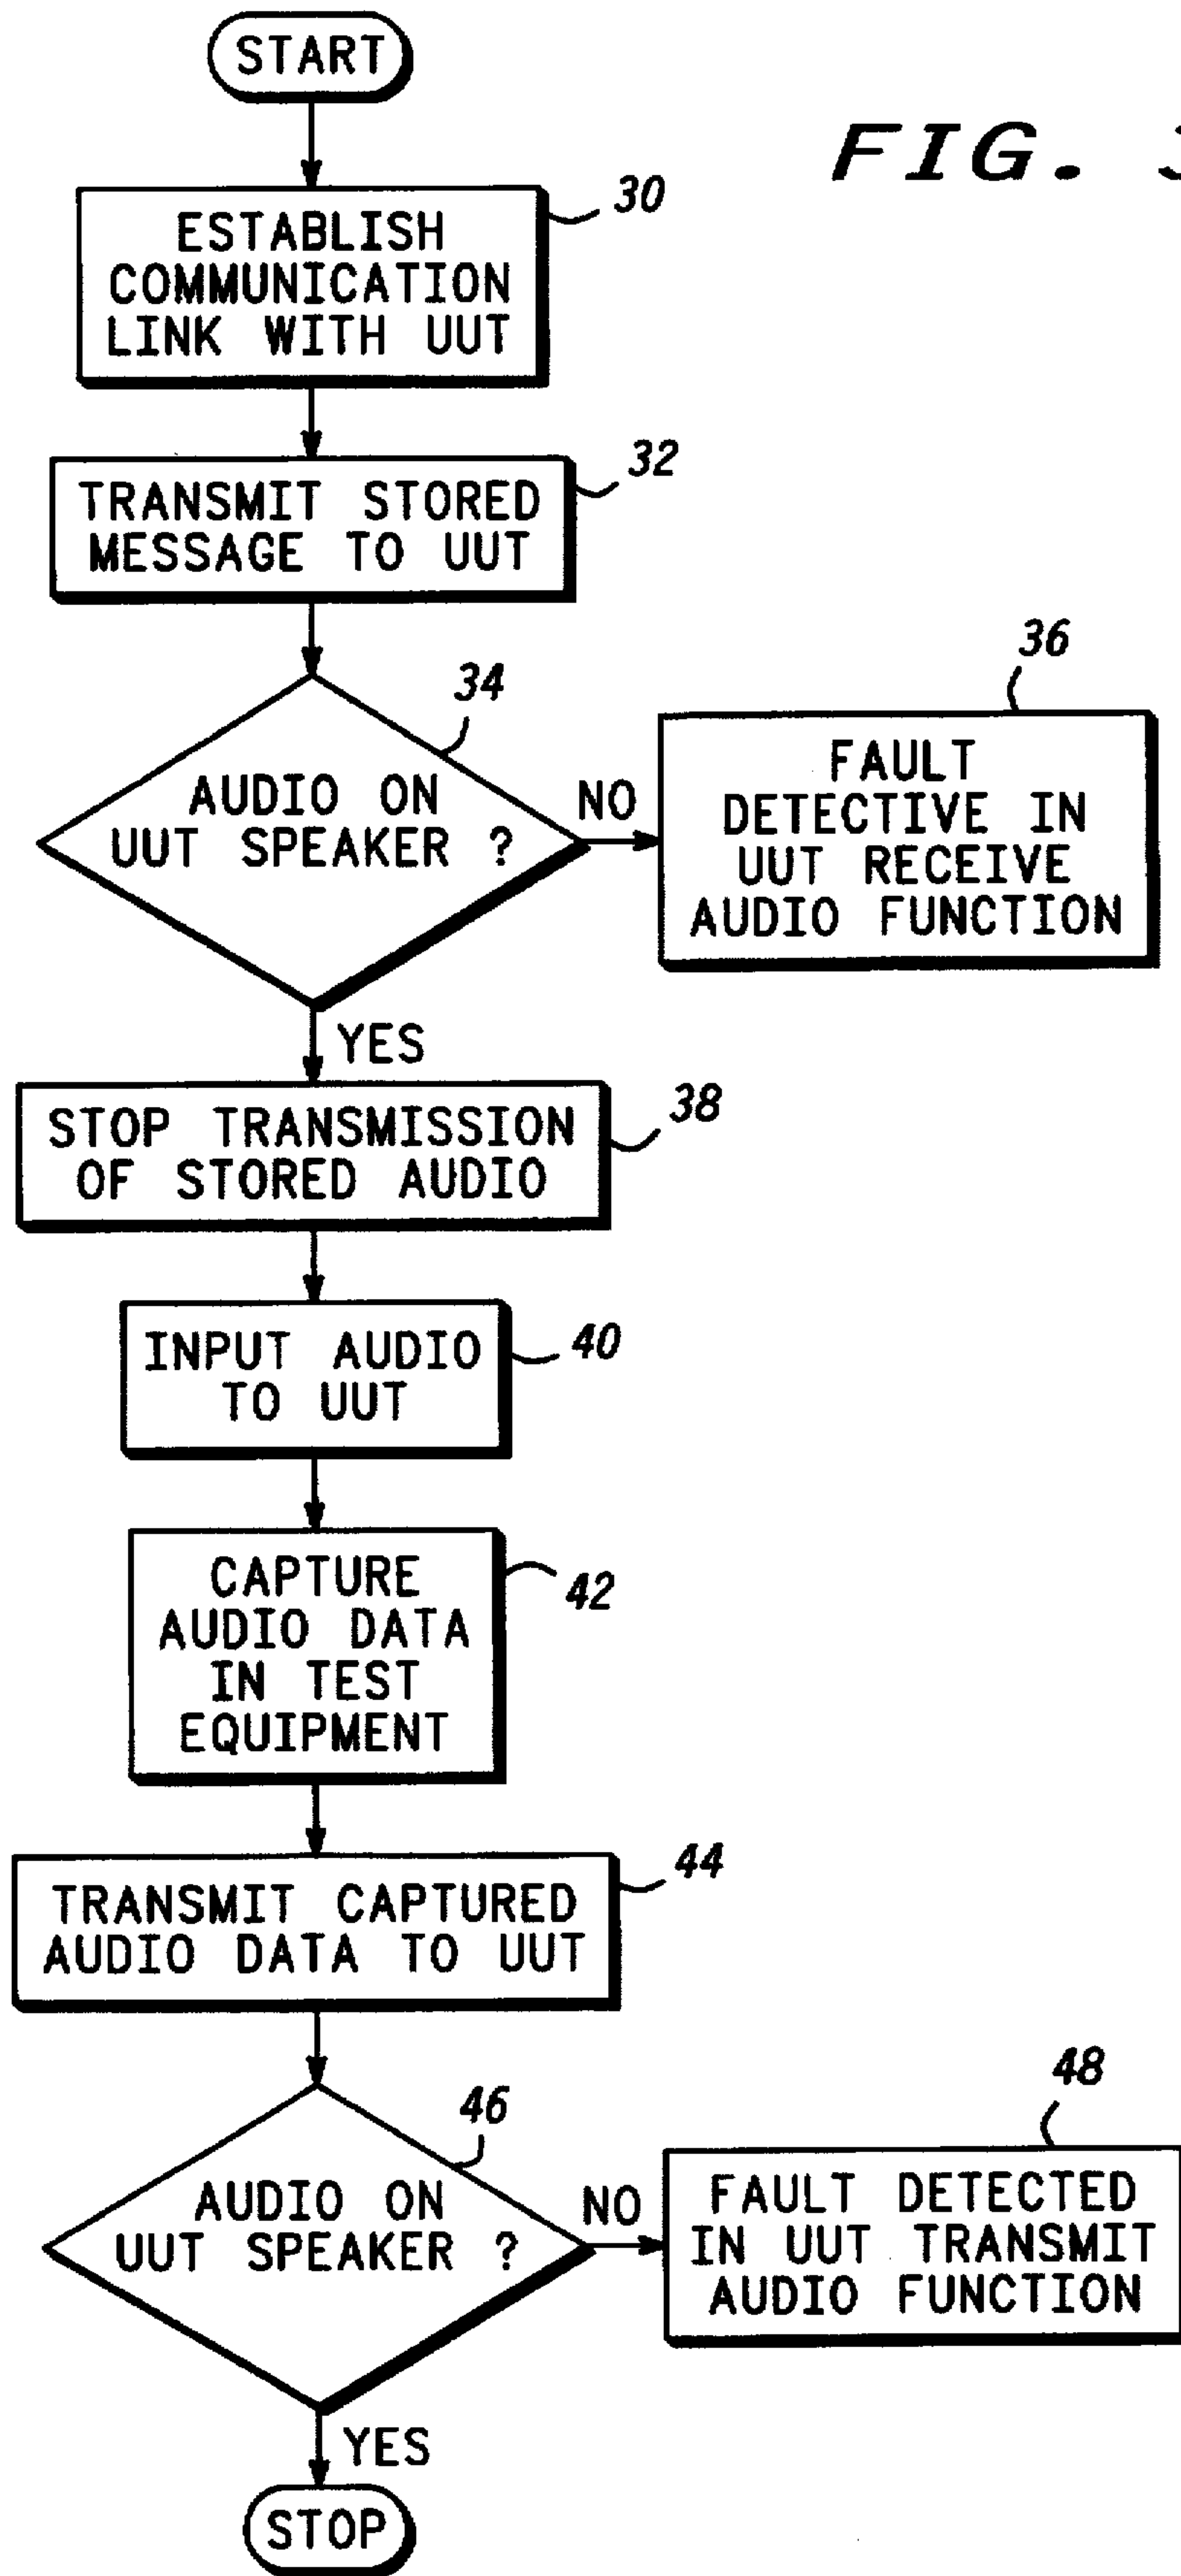 START
FIG. 3
30
ESTABLISH
COMMUNICATION
LINK WITH UUT
32
TRANSMIT STORED
MESSAGE TO UUT
34
AUDIO ON
UUT SPEAKER ?
NO
36
FAULT
DETECTIVE IN
UUT RECEIVE
AUDIO FUNCTION
YES
38
STOP TRANSMISSION
OF STORED AUDIO
40
INPUT AUDIO
TO UUT
42
CAPTURE
AUDIO DATA
IN TEST
EQUIPMENT
44
TRANSMIT CAPTURED
AUDIO DATA TO UUT
46
AUDIO ON
UUT SPEAKER ?
NO
48
FAULT DETECTED
IN UUT TRANSMIT
AUDIO FUNCTION
YES
STOP